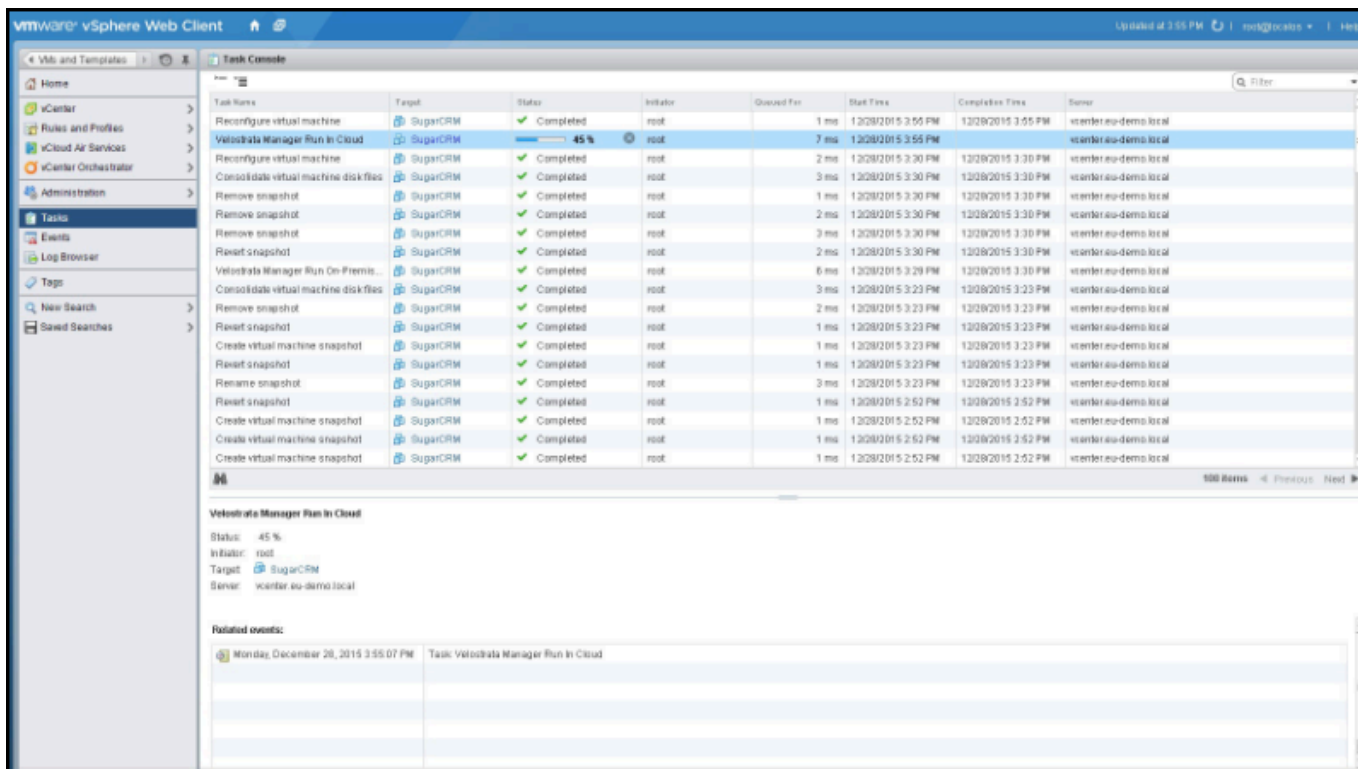 vmware vSphere Web Client Updated at 3:55 PM root@localos Help
VMs and Templates
Home
vCenter
Rules and Profiles
vCloud Air Services
vCenter Orchestrator
Administration
Tasks
Events
Log Browser
Tags
New Search
Saved Searches
Task Console
Filter
Task Name Target Status Initiator Queued For Start Time Completion Time Server
Reconfigure virtual machine SugarCRM Completed root 1 ms 12/28/2015 3:55 PM 12/28/2015 3:55 PM vcenter.eu-demo.local
Velostrata Manager Run In Cloud SugarCRM 45 % root 7 ms 12/28/2015 3:55 PM vcenter.eu-demo.local
Reconfigure virtual machine SugarCRM Completed root 2 ms 12/28/2015 3:30 PM 12/28/2015 3:30 PM vcenter.eu-demo.local
Consolidate virtual machine disk files SugarCRM Completed root 3 ms 12/28/2015 3:30 PM 12/28/2015 3:30 PM vcenter.eu-demo.local
Remove snapshot SugarCRM Completed root 1 ms 12/28/2015 3:30 PM 12/28/2015 3:30 PM vcenter.eu-demo.local
Remove snapshot SugarCRM Completed root 2 ms 12/28/2015 3:30 PM 12/28/2015 3:30 PM vcenter.eu-demo.local
Remove snapshot SugarCRM Completed root 3 ms 12/28/2015 3:30 PM 12/28/2015 3:30 PM vcenter.eu-demo.local
Revert snapshot SugarCRM Completed root 2 ms 12/28/2015 3:30 PM 12/28/2015 3:30 PM vcenter.eu-demo.local
Velostrata Manager Run On-Premis... SugarCRM Completed root 6 ms 12/28/2015 3:29 PM 12/28/2015 3:30 PM vcenter.eu-demo.local
Consolidate virtual machine disk files SugarCRM Completed root 3 ms 12/28/2015 3:23 PM 12/28/2015 3:23 PM vcenter.eu-demo.local
Remove snapshot SugarCRM Completed root 2 ms 12/28/2015 3:23 PM 12/28/2015 3:23 PM vcenter.eu-demo.local
Revert snapshot SugarCRM Completed root 1 ms 12/28/2015 3:23 PM 12/28/2015 3:23 PM vcenter.eu-demo.local
Create virtual machine snapshot SugarCRM Completed root 1 ms 12/28/2015 3:23 PM 12/28/2015 3:23 PM vcenter.eu-demo.local
Revert snapshot SugarCRM Completed root 1 ms 12/28/2015 3:23 PM 12/28/2015 3:23 PM vcenter.eu-demo.local
Rename snapshot SugarCRM Completed root 3 ms 12/28/2015 3:23 PM 12/28/2015 3:23 PM vcenter.eu-demo.local
Revert snapshot SugarCRM Completed root 1 ms 12/28/2015 2:52 PM 12/28/2015 2:52 PM vcenter.eu-demo.local
Create virtual machine snapshot SugarCRM Completed root 1 ms 12/28/2015 2:52 PM 12/28/2015 2:52 PM vcenter.eu-demo.local
Create virtual machine snapshot SugarCRM Completed root 1 ms 12/28/2015 2:52 PM 12/28/2015 2:52 PM vcenter.eu-demo.local
Create virtual machine snapshot SugarCRM Completed root 1 ms 12/28/2015 2:52 PM 12/28/2015 2:52 PM vcenter.eu-demo.local
100 items Previous Next
Velostrata Manager Run In Cloud
Status: 45 %
Initiator: root
Target: SugarCRM
Server: vcenter.eu-demo.local
Related events:
Monday, December 28, 2015 3:55:07 PM Task: Velostrata Manager Run In Cloud